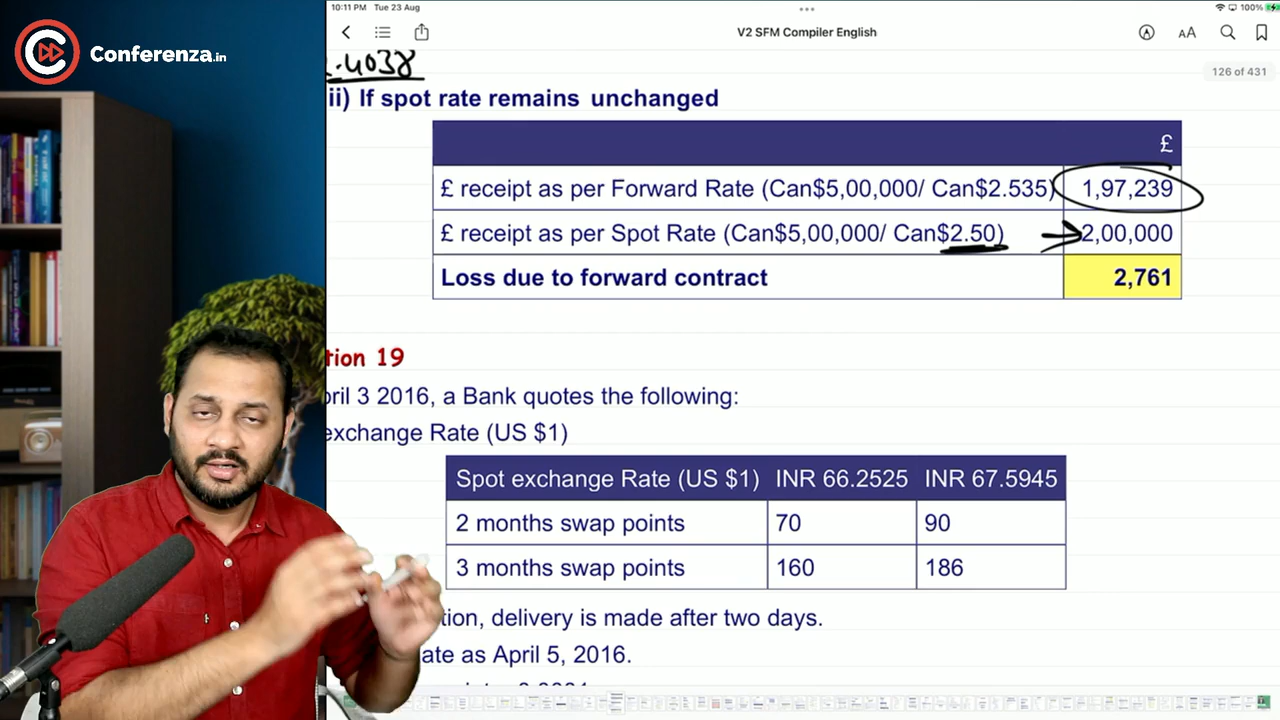 10:11 PM Tue 23 Aug
100%
Conferenza.in
V2 SFM Compiler English
AA
126 of 431
.4038
ii) If spot rate remains unchanged
£
£ receipt as per Forward Rate (Can$5,00,000/ Can$2.535) 1,97,239
£ receipt as per Spot Rate (Can$5,00,000/ Can$2.50) 2,00,000
Loss due to forward contract 2,761
tion 19
pril 3 2016, a Bank quotes the following:
exchange Rate (US $1)
Spot exchange Rate (US $1) INR 66.2525 INR 67.5945
2 months swap points 70 90
3 months swap points 160 186
tion, delivery is made after two days.
ate as April 5, 2016.